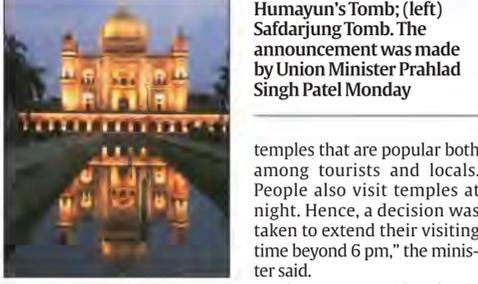 Humayun's Tomb; (left)
Safdarjung Tomb. The
announcement was made
by Union Minister Prahlad
Singh Patel Monday
temples that are popular both
among tourists and locals.
People also visit temples at
night. Hence, a decision was
taken to extend their visiting
time beyond 6 pm,” the minis-
ter said.